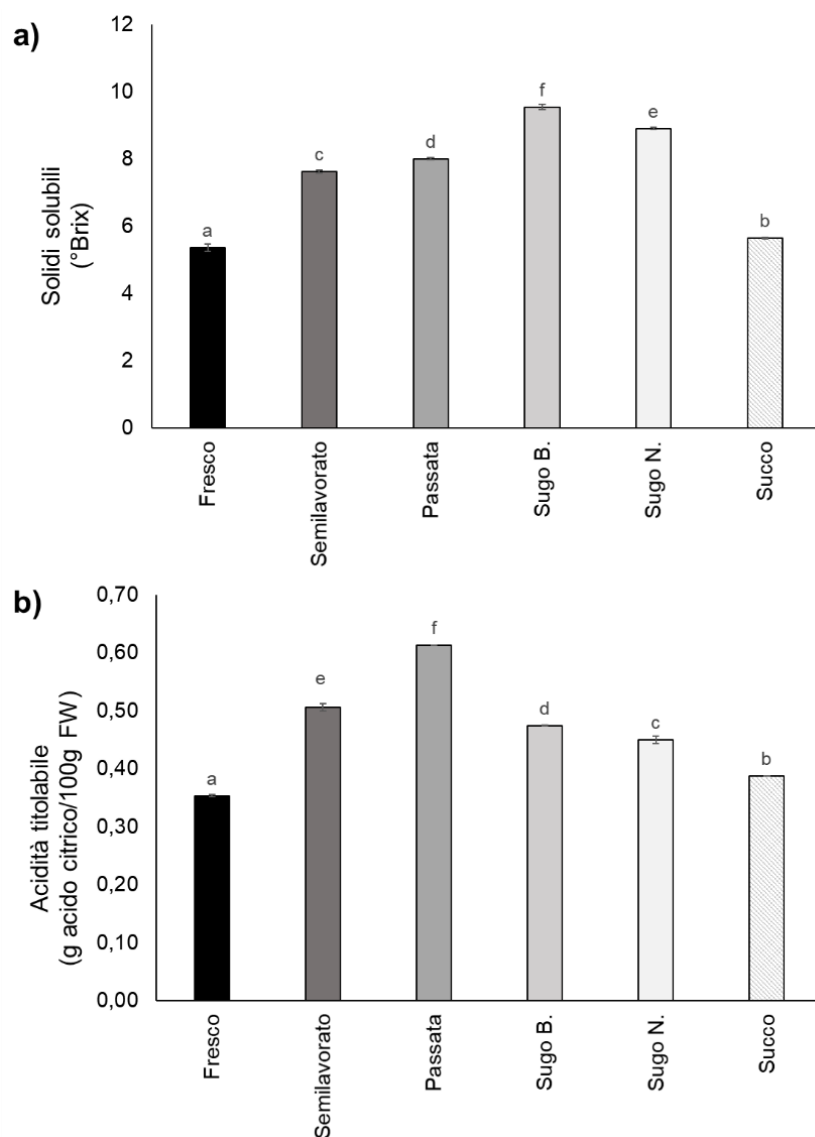 a)
12
10
8
6
4
2
0
Solidi solubili
(°Brix)
a
c
d
f
e
b
Fresco
Semilavorato
Passata
Sugo B.
Sugo N.
Succo
b)
0,70
0,60
0,50
0,40
0,30
0,20
0,10
0,00
Acidità titolabile
(g acido citrico/100g FW)
a
e
f
d
c
b
Fresco
Semilavorato
Passata
Sugo B.
Sugo N.
Succo